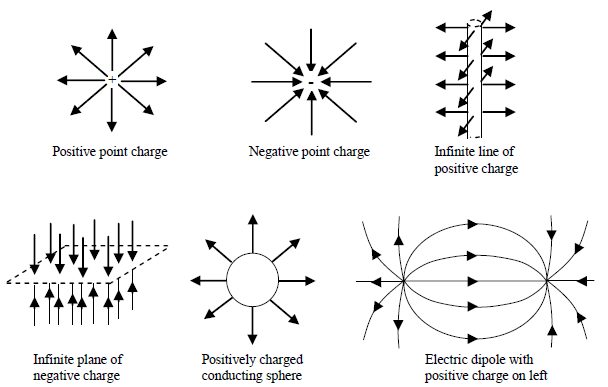 +
-
Positive point charge
Negative point charge
Infinite line of
positive charge
Infinite plane of
negative charge
Positively charged
conducting sphere
Electric dipole with
positive charge on left